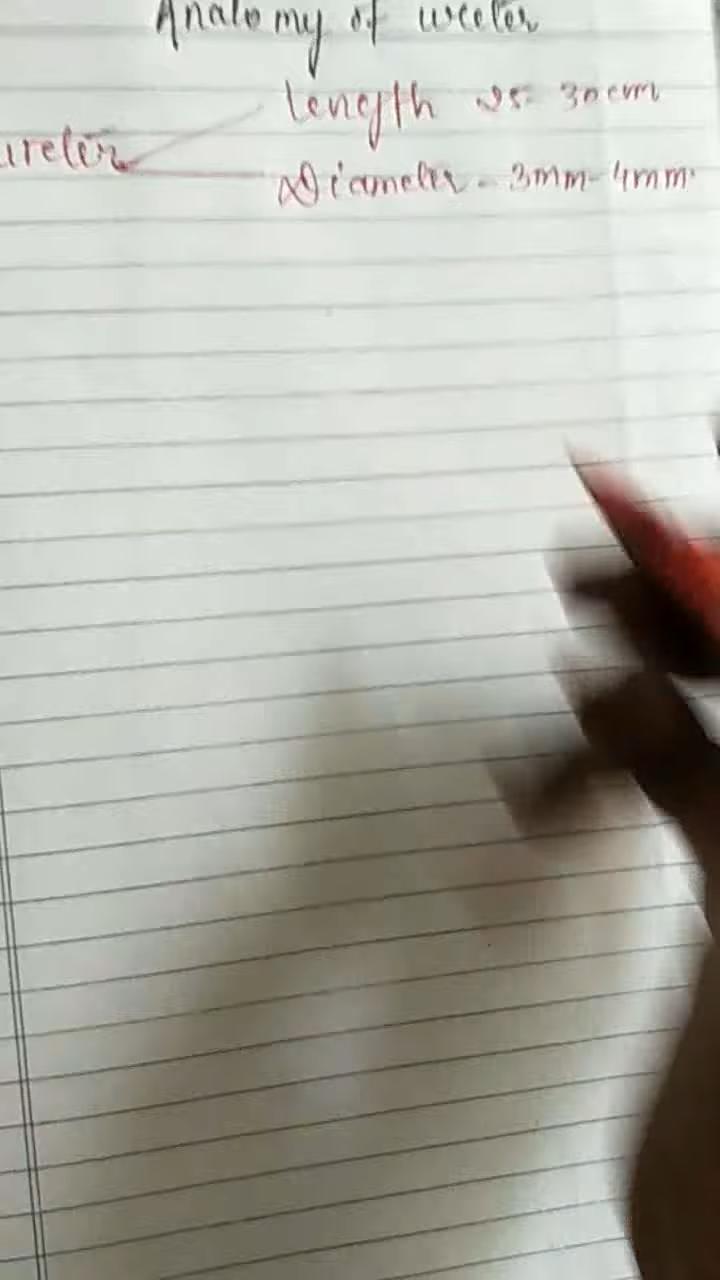 Anatomy of ureter
ureter
length 25- 30cm
Diameter - 3mm- 4mm.